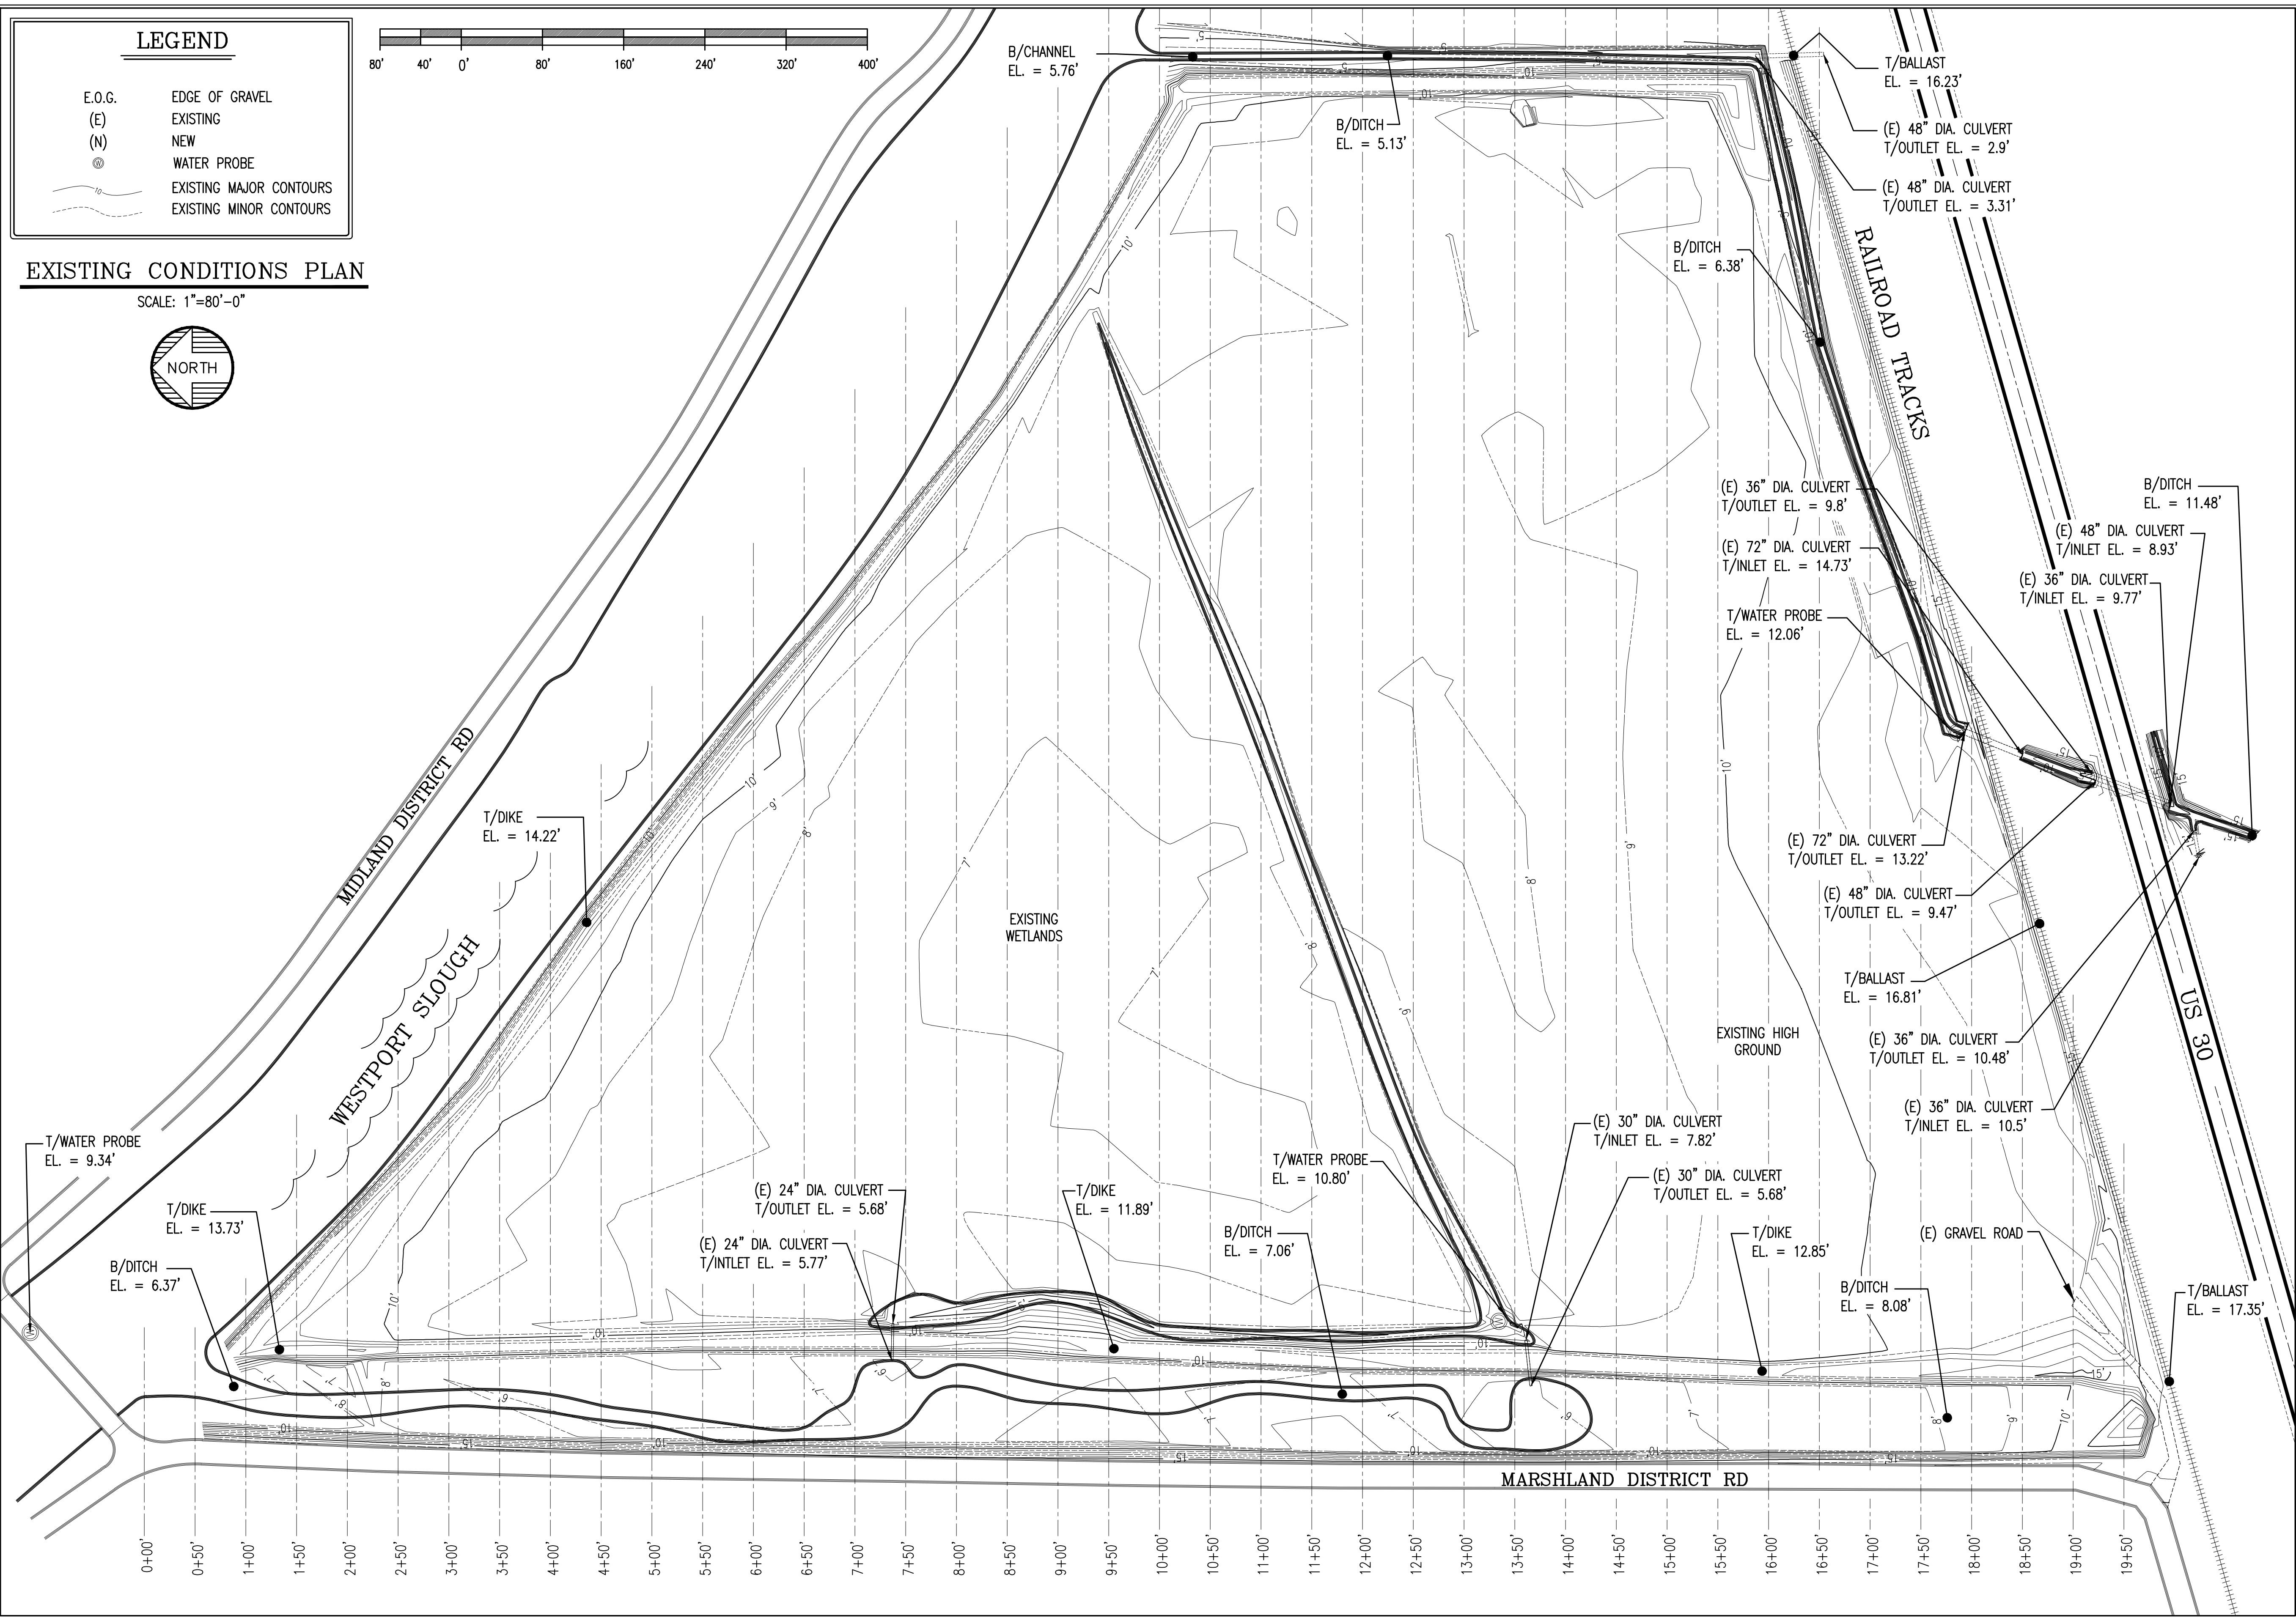 LEGEND
E.O.G. EDGE OF GRAVEL
(E) EXISTING
(N) NEW
W WATER PROBE
10 EXISTING MAJOR CONTOURS
EXISTING MINOR CONTOURS
EXISTING CONDITIONS PLAN
SCALE: 1"=80'-0"
NORTH
80' 40' 0' 80' 160' 240' 320' 400'
B/CHANNEL
EL. = 5.76'
B/DITCH
EL. = 5.13'
T/BALLAST
EL. = 16.23'
(E) 48" DIA. CULVERT
T/OUTLET EL. = 2.9'
(E) 48" DIA. CULVERT
T/OUTLET EL. = 3.31'
B/DITCH
EL. = 6.38'
RAILROAD TRACKS
(E) 36" DIA. CULVERT
T/OUTLET EL. = 9.8'
(E) 72" DIA. CULVERT
T/INLET EL. = 14.73'
T/WATER PROBE
EL. = 12.06'
B/DITCH
EL. = 11.48'
(E) 48" DIA. CULVERT
T/INLET EL. = 8.93'
(E) 36" DIA. CULVERT
T/INLET EL. = 9.77'
MIDLAND DISTRICT RD
T/DIKE
EL. = 14.22'
WESTPORT SLOUGH
EXISTING
WETLANDS
(E) 72" DIA. CULVERT
T/OUTLET EL. = 13.22'
(E) 48" DIA. CULVERT
T/OUTLET EL. = 9.47'
T/BALLAST
EL. = 16.81'
US 30
EXISTING HIGH
GROUND
(E) 36" DIA. CULVERT
T/OUTLET EL. = 10.48'
(E) 36" DIA. CULVERT
T/INLET EL. = 10.5'
T/WATER PROBE
EL. = 9.34'
T/DIKE
EL. = 13.73'
B/DITCH
EL. = 6.37'
(E) 24" DIA. CULVERT
T/OUTLET EL. = 5.68'
(E) 24" DIA. CULVERT
T/INTLET EL. = 5.77'
T/DIKE
EL. = 11.89'
T/WATER PROBE
EL. = 10.80'
B/DITCH
EL. = 7.06'
(E) 30" DIA. CULVERT
T/INLET EL. = 7.82'
(E) 30" DIA. CULVERT
T/OUTLET EL. = 5.68'
T/DIKE
EL. = 12.85'
(E) GRAVEL ROAD
B/DITCH
EL. = 8.08'
T/BALLAST
EL. = 17.35'
MARSHLAND DISTRICT RD
0+00'
0+50'
1+00'
1+50'
2+00'
2+50'
3+00'
3+50'
4+00'
4+50'
5+00'
5+50'
6+00'
6+50'
7+00'
7+50'
8+00'
8+50'
9+00'
9+50'
10+00'
10+50'
11+00'
11+50'
12+00'
12+50'
13+00'
13+50'
14+00'
14+50'
15+00'
15+50'
16+00'
16+50'
17+00'
17+50'
18+00'
18+50'
19+00'
19+50'